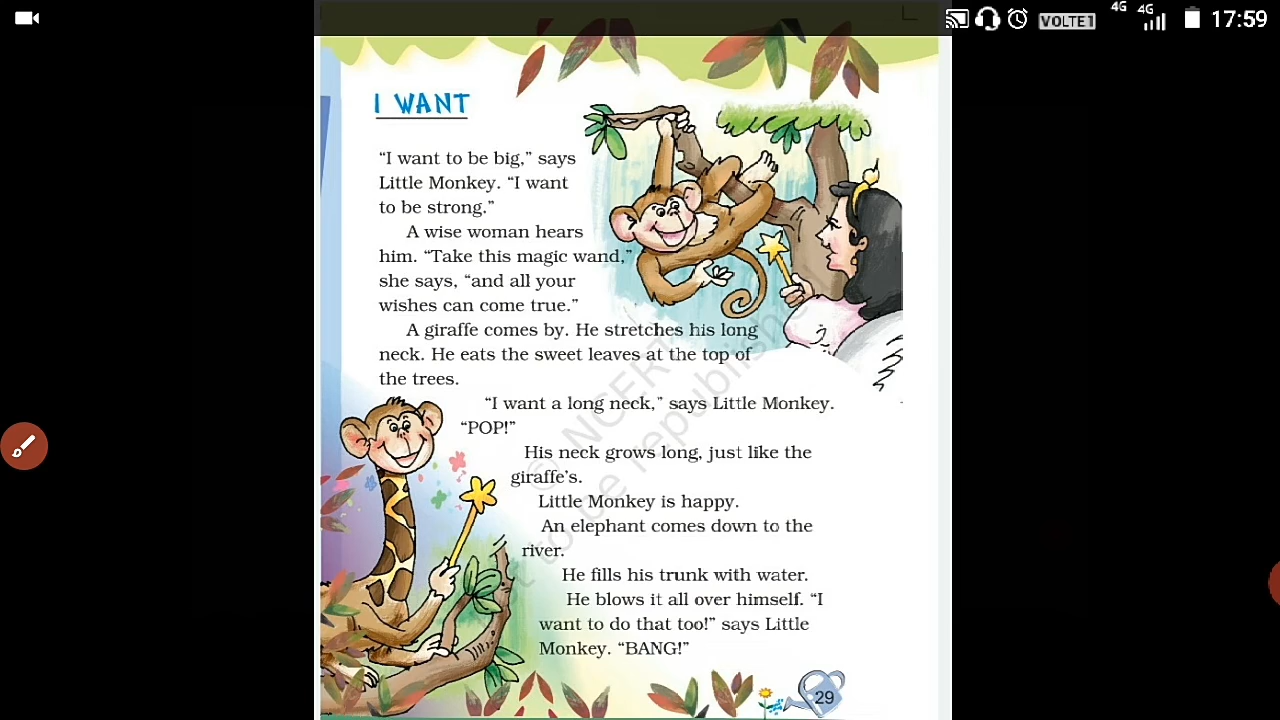 4G 4G
VOLTE1 17:59
I WANT
“I want to be big,” says
Little Monkey. “I want
to be strong.”
A wise woman hears
him. “Take this magic wand,”
she says, “and all your
wishes can come true.”
A giraffe comes by. He stretches his long
neck. He eats the sweet leaves at the top of
the trees.
“I want a long neck,” says Little Monkey.
“POP!”
His neck grows long, just like the
giraffe’s.
Little Monkey is happy.
An elephant comes down to the
river.
He fills his trunk with water.
He blows it all over himself. “I
want to do that too!” says Little
Monkey. “BANG!”
29
© NCERT
to be republished